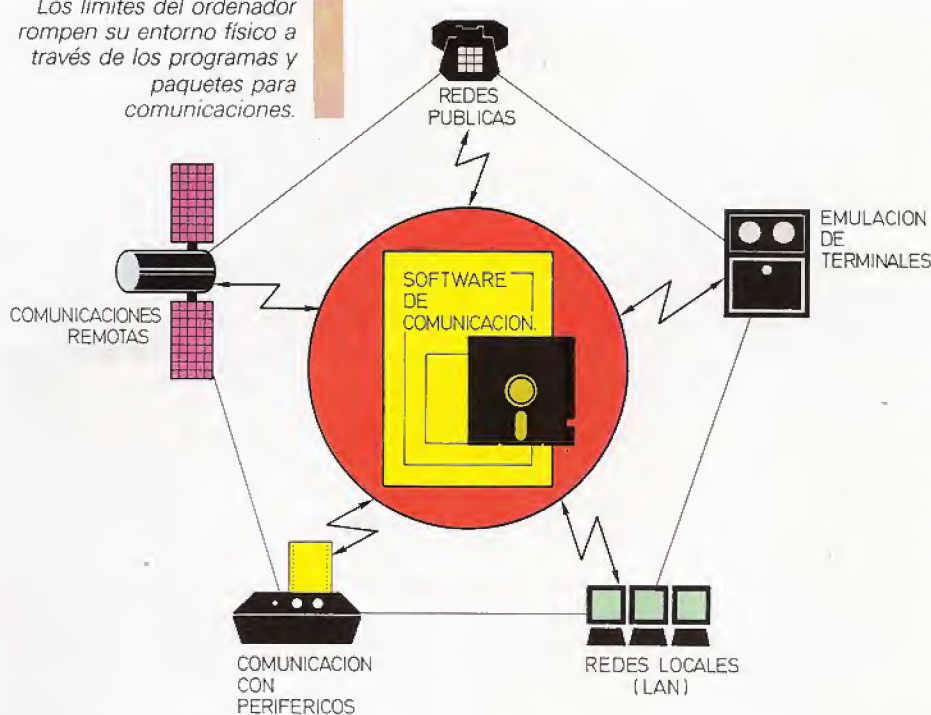 Los límites del ordenador
rompen su entorno físico a
través de los programas y
paquetes para
comunicaciones.
REDES
PUBLICAS
EMULACION
DE
TERMINALES
SOFTWARE
DE
COMUNICACION.
COMUNICACIONES
REMOTAS
COMUNICACION
CON
PERIFERICOS
REDES LOCALES
(LAN)